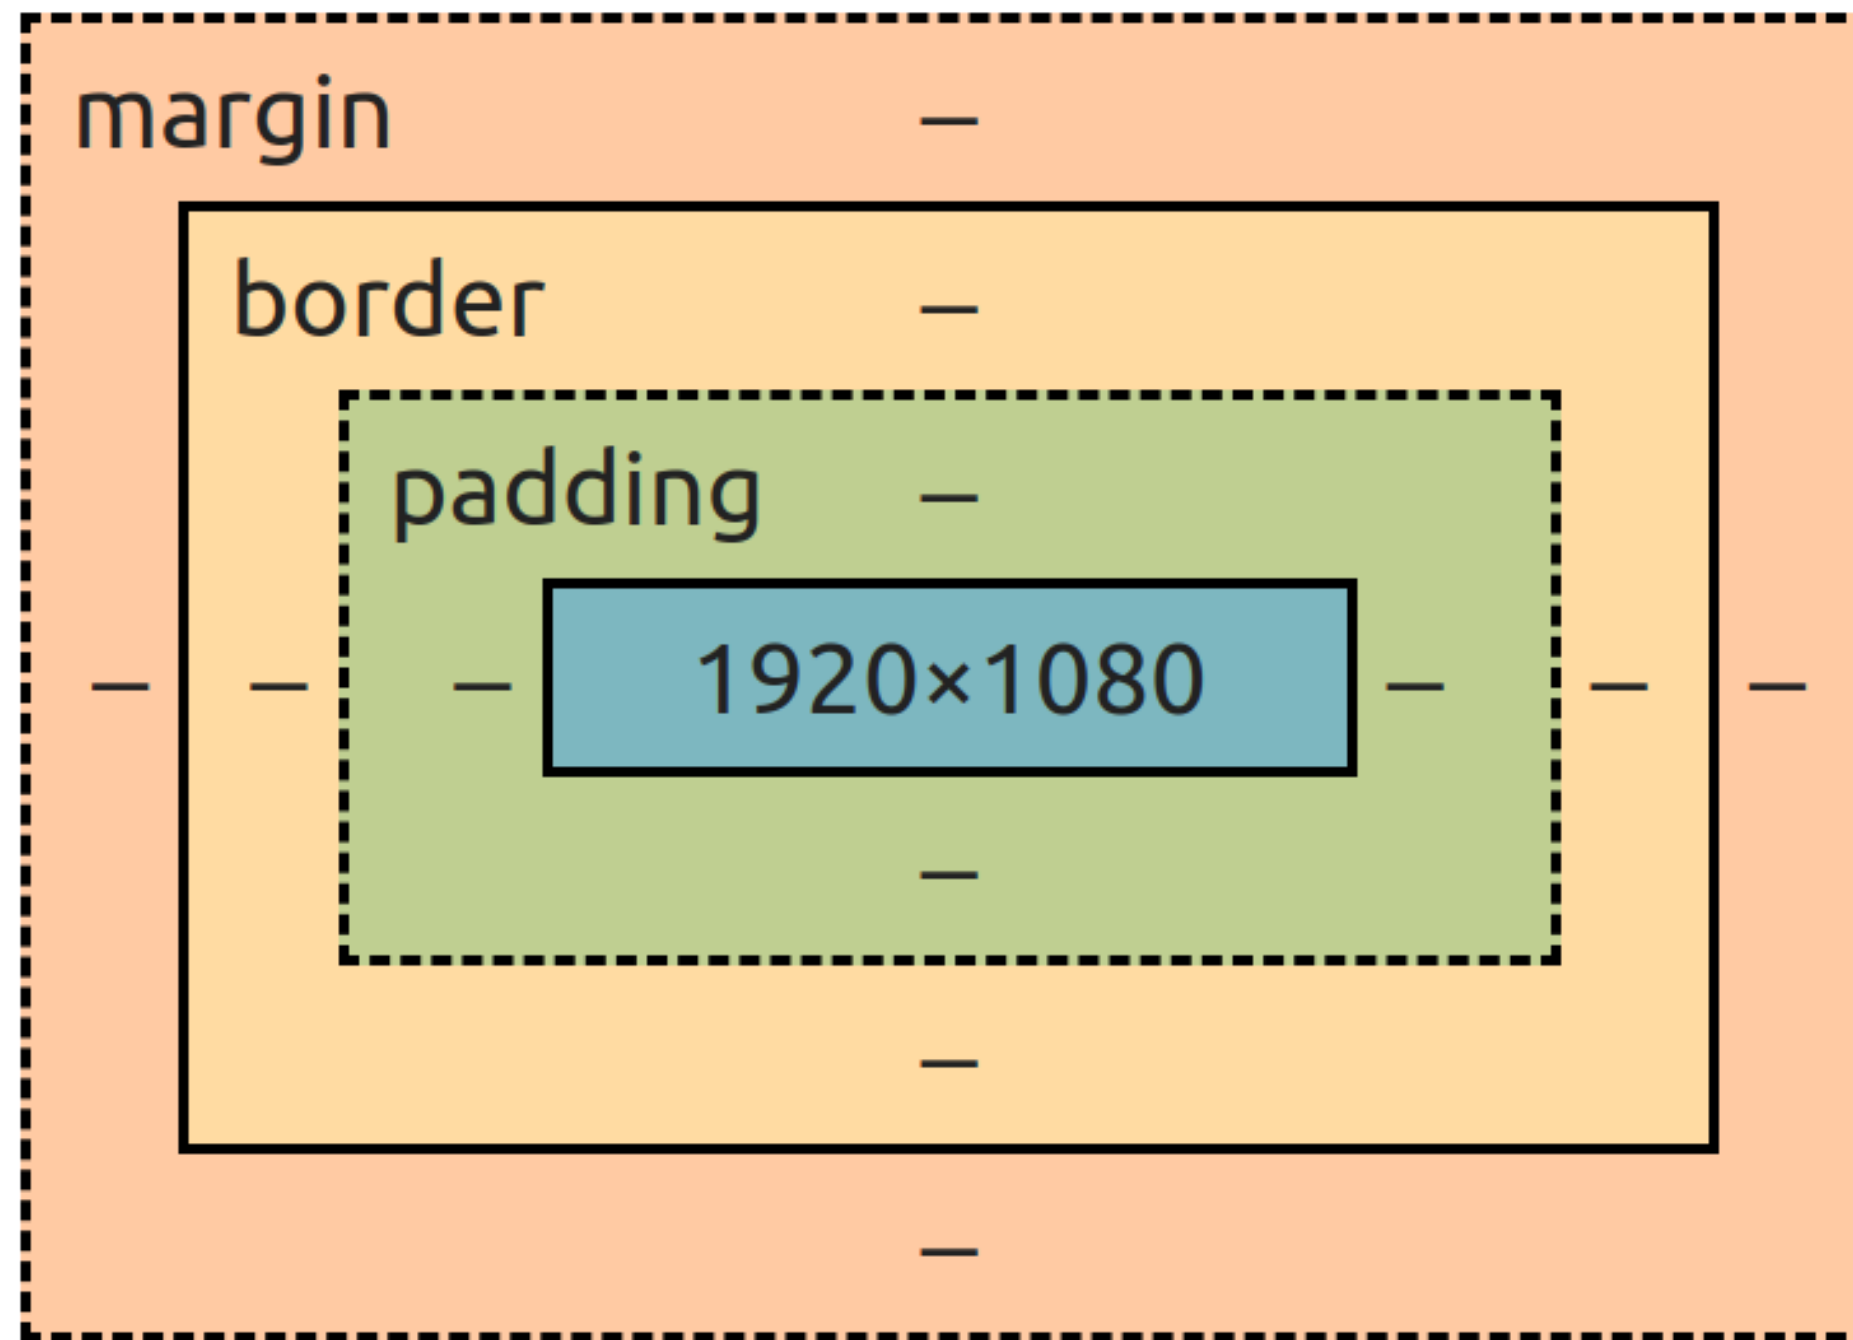 margin –
border –
padding –
– – – 1920×1080 – – –
–
–
–